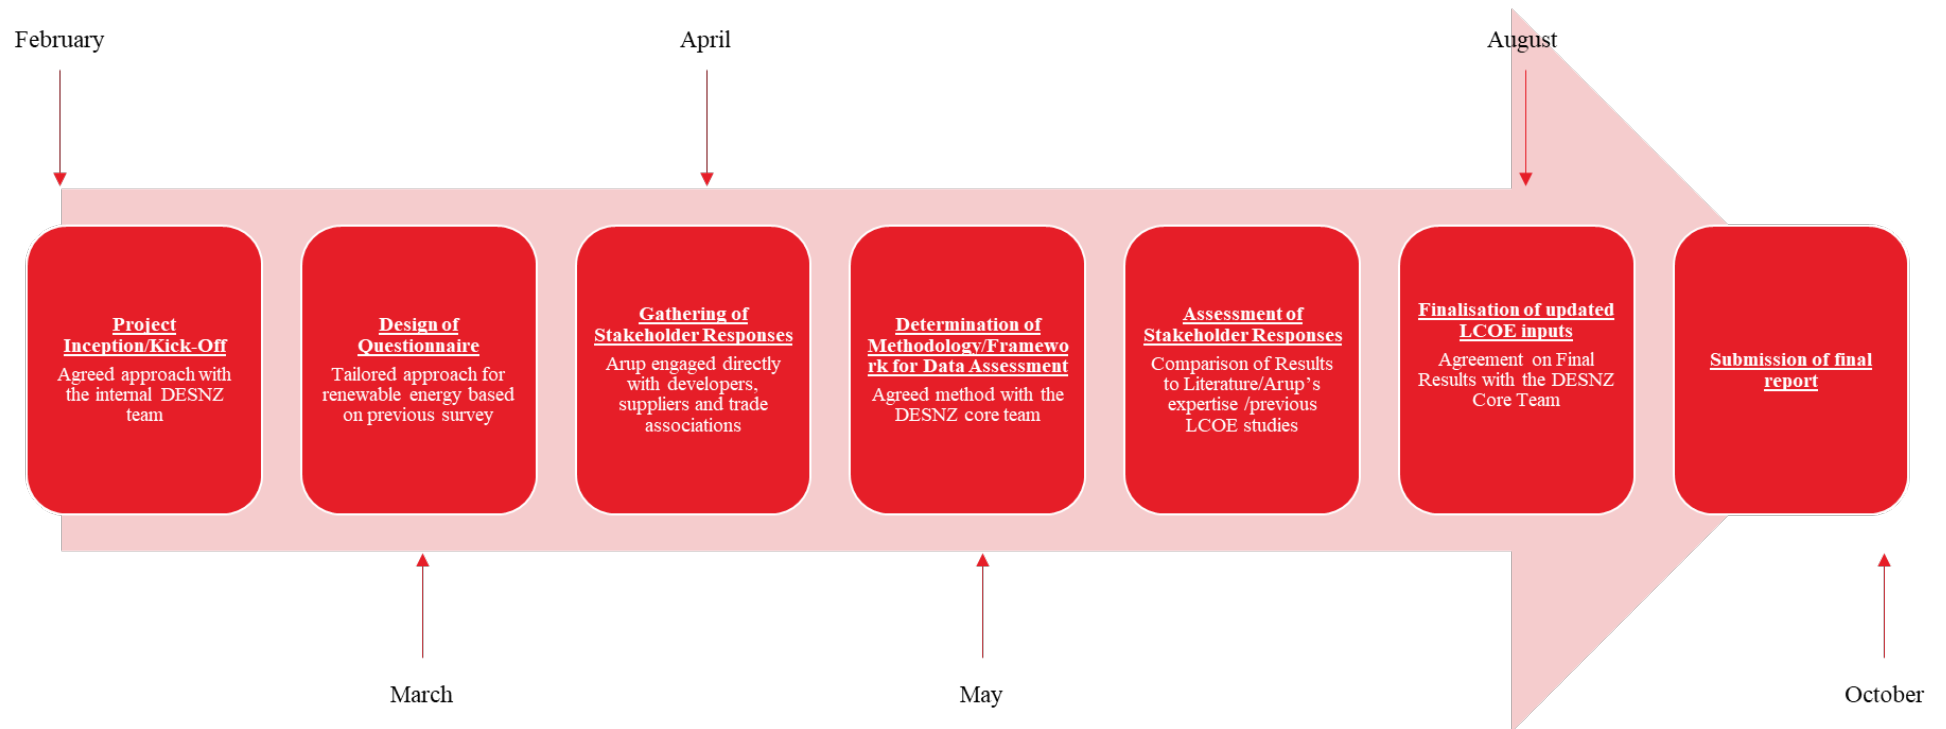 February
April
August
Project
Inception/Kick-Off
Agreed approach with
the internal DESNZ
team
Design of
Questionnaire
Tailored approach for
renewable energy based
on previous survey
Gathering of
Stakeholder Responses
Arup engaged directly
with developers,
suppliers and trade
associations
Determination of
Methodology/Framewo
rk for Data Assessment
Agreed method with the
DESNZ core team
Assessment of
Stakeholder Responses
Comparison of Results
to Literature/Arup’s
expertise /previous
LCOE studies
Finalisation of updated
LCOE inputs
Agreement on Final
Results with the DESNZ
Core Team
Submission of final
report
March
May
October